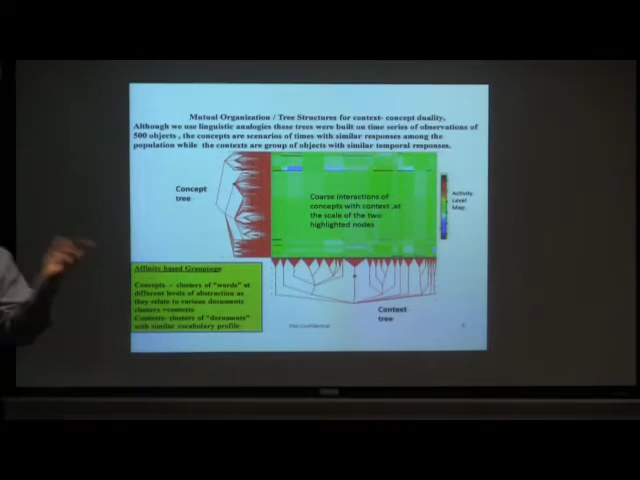 Mutual Organization / Tree Structures for context- concept duality,
Although we use linguistic analogies these trees were built on time series of observations of
500 objects , the concepts are scenarios of times with similar responses among the
population while the contexts are group of objects with similar temporal responses.
Concept
tree
Coarse interactions of
concepts with context ,at
the scale of the two
highlighted nodes
Activity
Level
Map.
Affinity based Groupings
Concepts – clusters of "words" at
different levels of abstraction as
they relate to various documents
clusters =contexts
Contexts- clusters of "documents"
with similar vocabulary profile
Context
tree
Confidential